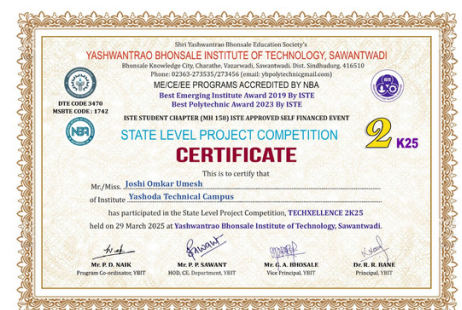 Shri Yashwantrao Bhonsale Education Society's
YASHWANTRAO BHONSALE INSTITUTE OF TECHNOLOGY, SAWANTWADI
Bhonsale Knowledge City, Charathe, Vazarwadi, Sawantwadi. Dist. Sindhudurg. 416510
Phone: 02363-273535/273456 (email; ybpolytechnic@gmail.com)
ME/CE/EE PROGRAMS ACCREDITED BY NBA
Best Emerging Institute Award 2019 By ISTE
Best Polytechnic Award 2023 By ISTE
DTE CODE 3470
MSBTE CODE : 1742
ISTE STUDENT CHAPTER (MH 158) ISTE APPROVED SELF FINANCED EVENT
NBA
STATE LEVEL PROJECT COMPETITION
2K25
CERTIFICATE
This is to certify that
Mr./Miss. Joshi Omkar Umesh
of Institute Yashoda Technical Campus
has participated in the State Level Project Competition, TECHXELLENCE 2K25
held on 29 March 2025 at Yashwantrao Bhonsale Institute of Technology, Sawantwadi.
Mr. P. D. NAIK
Program Co-ordinator, YBIT
Mr. P. P. SAWANT
HOD, CE, Department, YBIT
Mr. G. A. BHOSALE
Vice Principal, YBIT
Dr. R. R. BANE
Principal, YBIT